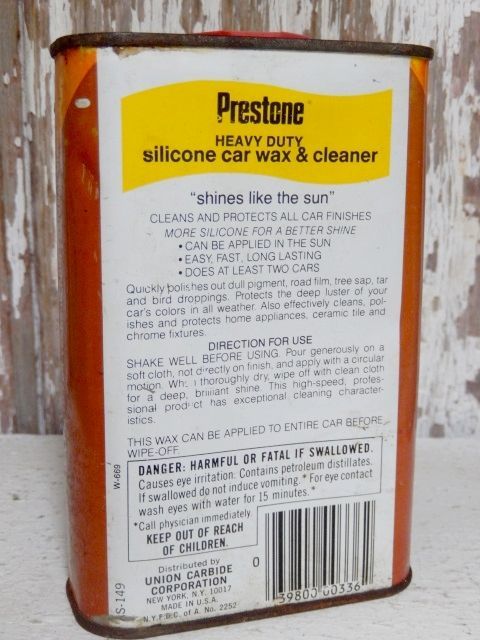 Prestone
HEAVY DUTY
silicone car wax & cleaner
"shines like the sun"
CLEANS AND PROTECTS ALL CAR FINISHES
MORE SILICONE FOR A BETTER SHINE
• CAN BE APPLIED IN THE SUN
• EASY, FAST, LONG LASTING
• DOES AT LEAST TWO CARS
Quickly polishes out dull pigment, road film, tree sap, tar
and bird droppings. Protects the deep luster of your
car's colors in all weather. Also effectively cleans, pol-
ishes and protects home appliances, ceramic tile and
chrome fixtures.
DIRECTION FOR USE
SHAKE WELL BEFORE USING. Pour generously on a
soft cloth, not directly on finish, and apply with a circular
motion. When thoroughly dry, wipe off with clean cloth
for a deep, brilliant shine. This high-speed, profes-
sional product has exceptional cleaning character-
istics.
THIS WAX CAN BE APPLIED TO ENTIRE CAR BEFORE
WIPE-OFF.
DANGER: HARMFUL OR FATAL IF SWALLOWED.
Causes eye irritation: Contains petroleum distillates.
If swallowed do not induce vomiting.* For eye contact
wash eyes with water for 15 minutes.*
*Call physician immediately.
KEEP OUT OF REACH
OF CHILDREN.
Distributed by
UNION CARBIDE
CORPORATION
NEW YORK, N.Y. 10017
MADE IN U.S.A.
N.Y.F.D.C. of A. No. 2252
W-669
S-149
0
39800 00336